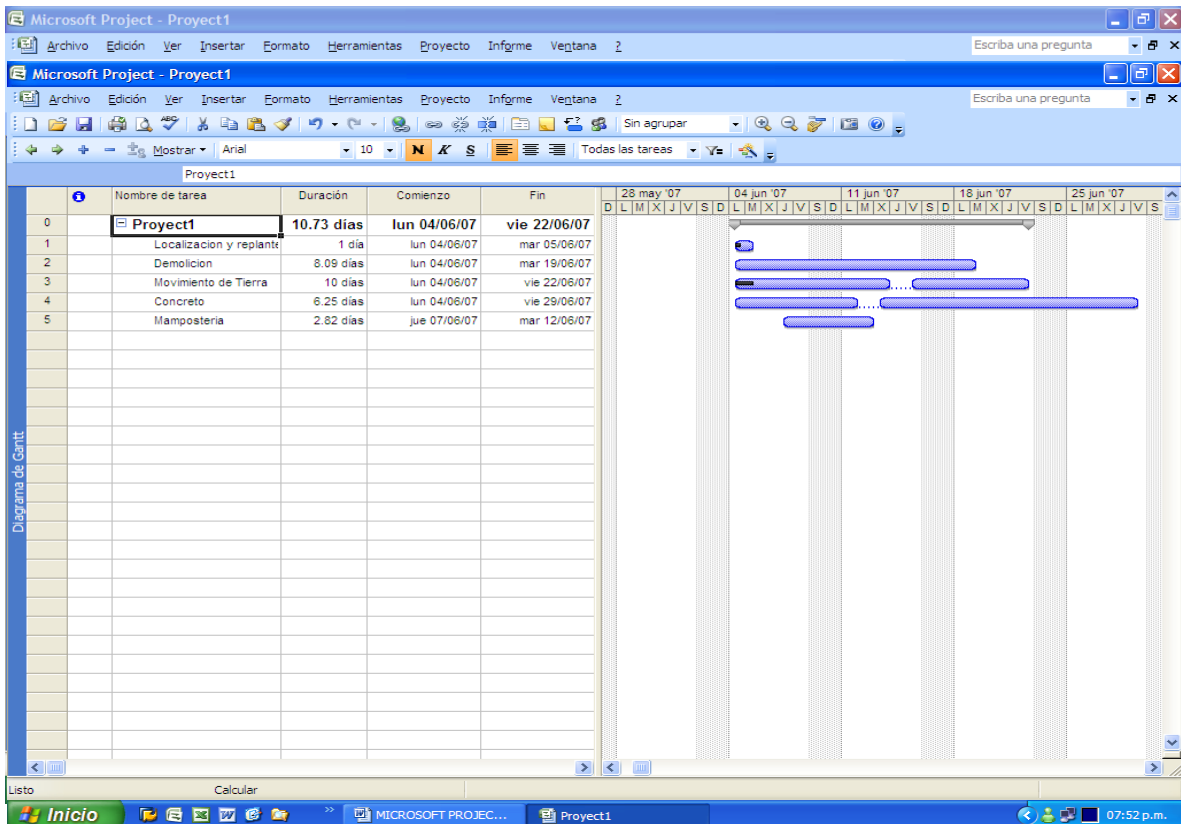 Microsoft Project - Proyect1
Archivo Edición Ver Insertar Formato Herramientas Proyecto Informe Ventana ? Escriba una pregunta
Microsoft Project - Proyect1
Archivo Edición Ver Insertar Formato Herramientas Proyecto Informe Ventana ? Escriba una pregunta
Sin agrupar
Mostrar Arial 10 N K S Todas las tareas
Proyect1
Nombre de tarea Duración Comienzo Fin 28 may '07 04 jun '07 11 jun '07 18 jun '07 25 jun '07
D L M X J V S D L M X J V S D L M X J V S D L M X J V S D L M X J V S
0 Proyect1 10.73 días lun 04/06/07 vie 22/06/07
1 Localizacion y replante 1 día lun 04/06/07 mar 05/06/07
2 Demolicion 8.09 días lun 04/06/07 mar 19/06/07
3 Movimiento de Tierra 10 días lun 04/06/07 vie 22/06/07
4 Concreto 6.25 días lun 04/06/07 vie 29/06/07
5 Mamposteria 2.82 días jue 07/06/07 mar 12/06/07
Diagrama de Gantt
Listo Calcular
Inicio MICROSOFT PROJEC... Proyect1 07:52 p.m.